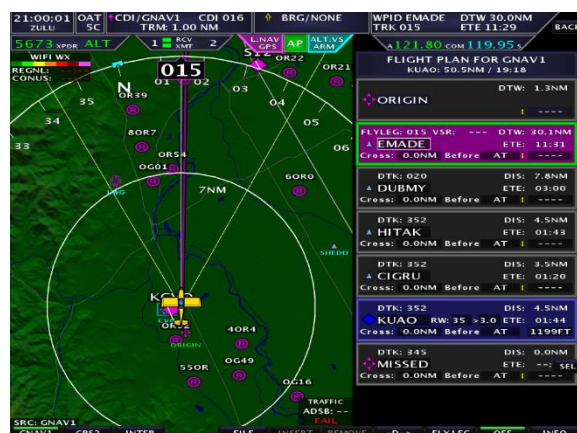 21:00:01 OAT CDI/GNAV1 CDI 016 BRG/NONE WPID EMADE DTW 30.0NM
ZULU 5C TRM: 1.00 NM TRK 015 ETE 11:29 BACK
5673 XPDR ALT 1 RCV XMT 2 L:NAV GPS AP ALT:VS ARM A121.80 COM 119.95 S
WIFI WX
REGNL:
CONUS:
015
N 01 02 03 04 05 06
35 34 33
OR22
OR21
OR39
8OR7
OR54
OG01
6OR0
7NM
SHEDD
ORIGIN
4OR4
55OR
OG49
OG16
TRAFFIC
ADSB: --
FAIL
SRC: GNAV1
FLIGHT PLAN FOR GNAV1
KUAO: 50.5NM / 19:18
DTW: 1.3NM
ORIGIN
: ----
FLYLEG: 015 VSR: --- DTW: 30.1NM
EMADE ETE: 11:31
Cross: 0.0NM Before AT : ----
DTK: 020 DIS: 7.8NM
DUBMY ETE: 03:00
Cross: 0.0NM Before AT : ----
DTK: 352 DIS: 4.5NM
HITAK ETE: 01:43
Cross: 0.0NM Before AT : ----
DTK: 352 DIS: 3.5NM
CIGRU ETE: 01:20
Cross: 0.0NM Before AT : ----
DTK: 352 DIS: 4.5NM
KUAO RW: 35 >3.0 ETE: 01:44
Cross: 0.0NM Before AT 1199FT
DTK: 345 DIS: 0.0NM
MISSED ETE: --: SEL
Cross: 0.0NM Before AT : ----